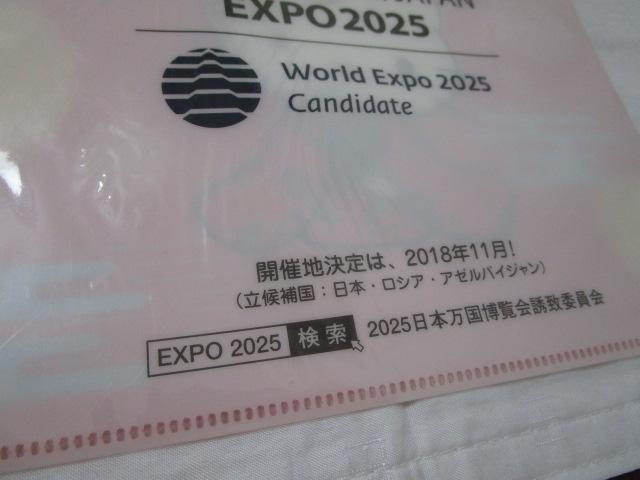 JAPAN
EXPO2025
World Expo 2025
Candidate
開催地決定は、2018年11月!
(立候補国:日本・ロシア・アゼルバイジャン)
EXPO 2025 検索 2025日本万国博覧会誘致委員会